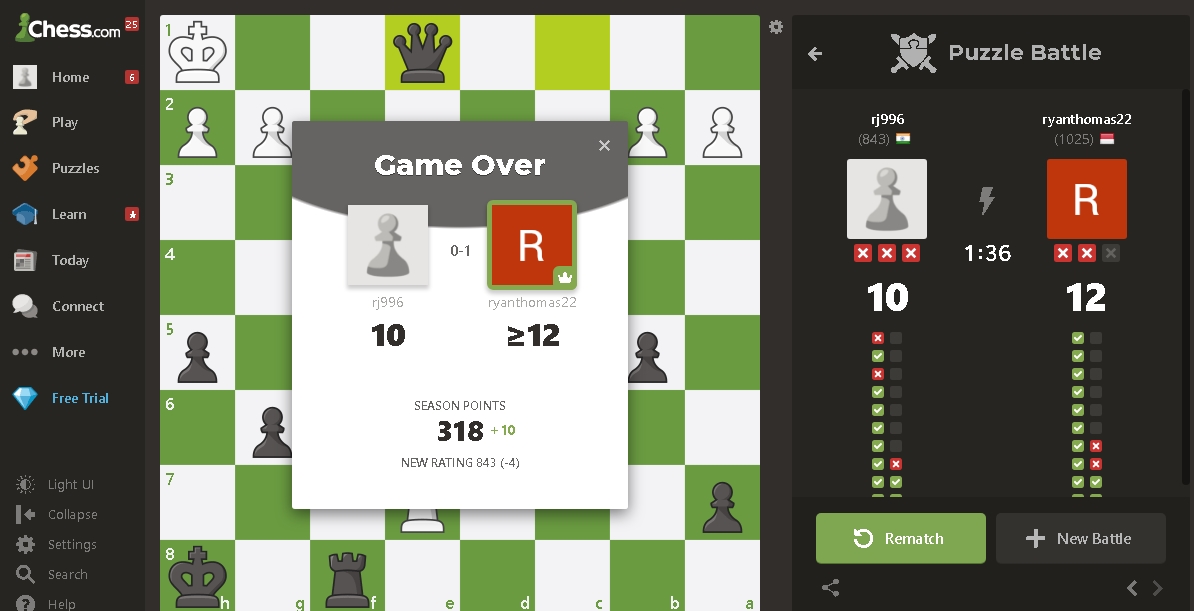 Chess.com 25
Home 6
Play
Puzzles
Learn
Today
Connect
More
Free Trial
Light UI
Collapse
Settings
Search
Help
1
2
3
4
5
6
7
8
h g f e d c b a
Game Over
×
R
0-1
rj996 ryanthomas22
10 ≥12
SEASON POINTS
318 +10
NEW RATING 843 (-4)
Puzzle Battle
rj996 ryanthomas22
(843) (1025)
R
1:36
10 12
Rematch
New Battle